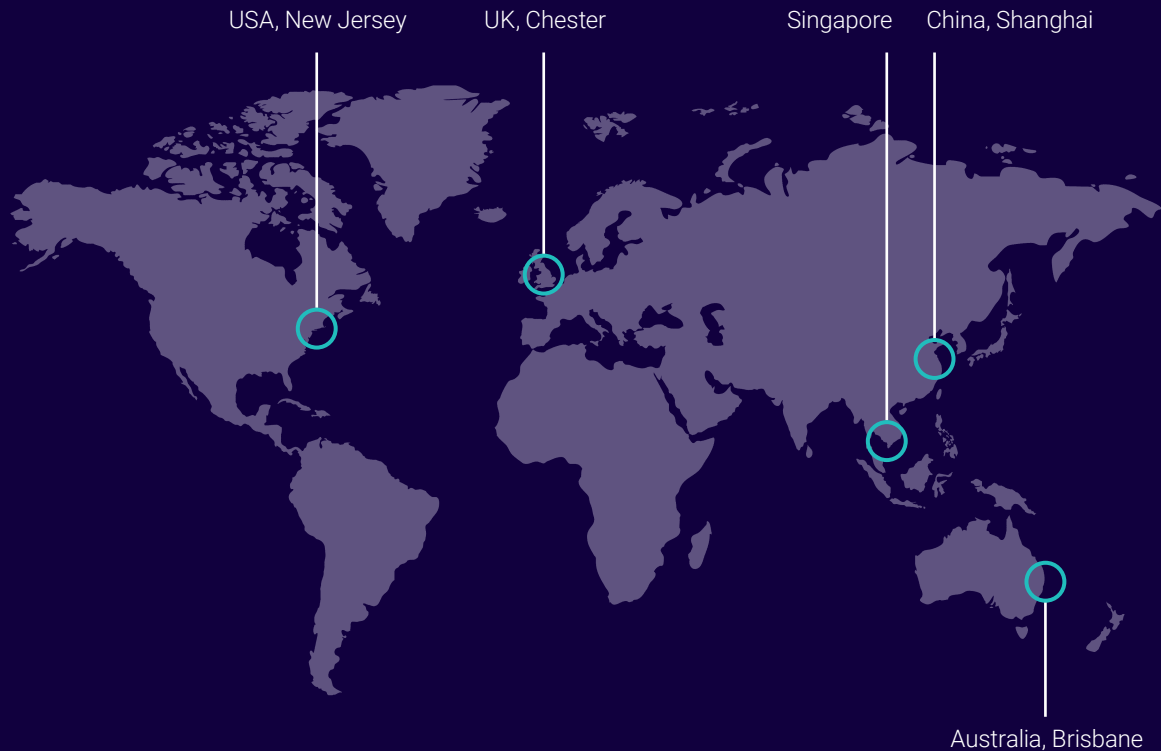 USA, New Jersey
UK, Chester
Singapore
China, Shanghai
Australia, Brisbane